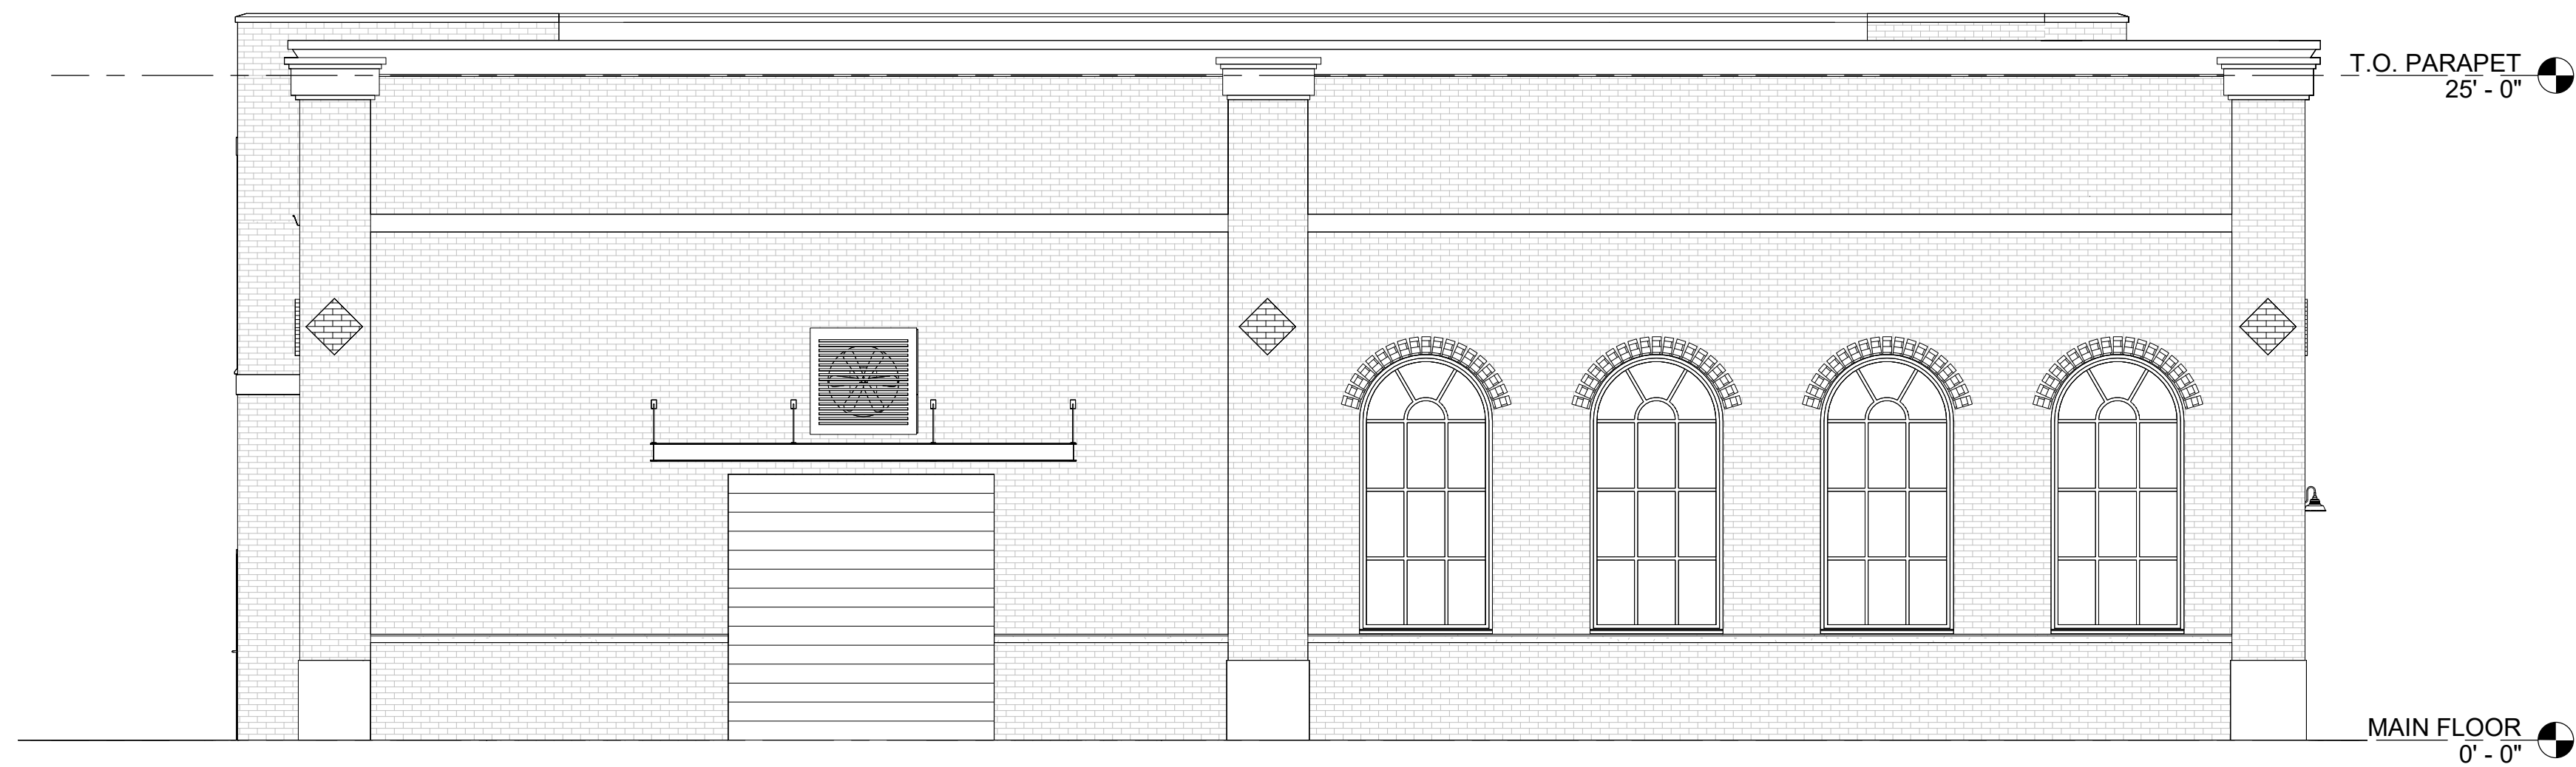 T.O. PARAPET
25' - 0"
MAIN FLOOR
0' - 0"